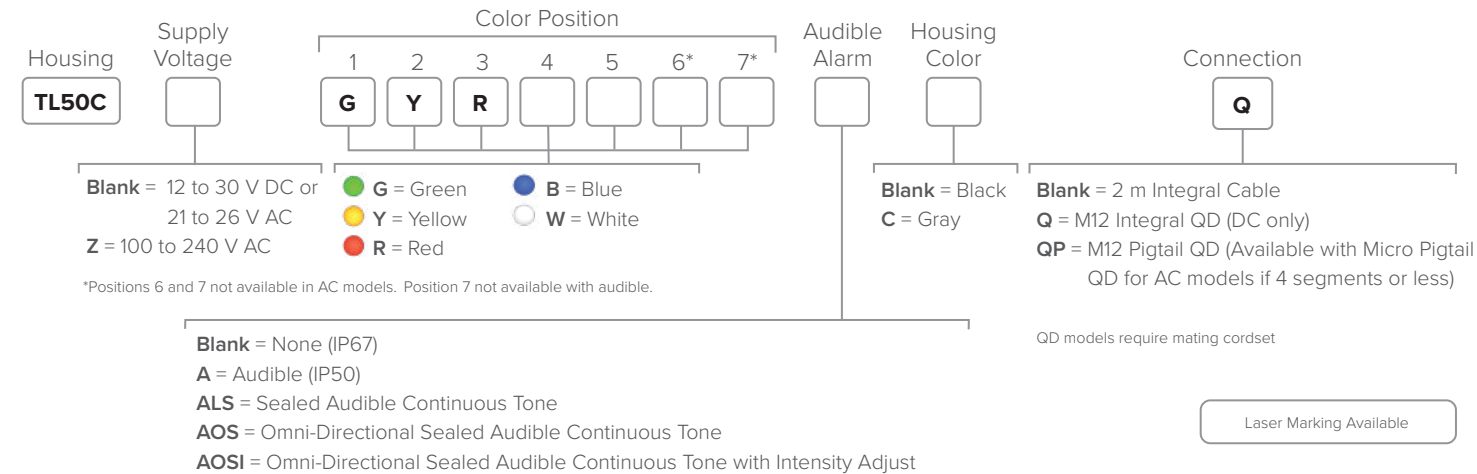 Color Position
Supply Voltage
Audible Alarm
Housing Color
Housing
1 2 3 4 5 6* 7*
Connection
TL50C
G Y R
Q
Blank = 12 to 30 V DC or
21 to 26 V AC
Z = 100 to 240 V AC
G = Green
Y = Yellow
R = Red
B = Blue
W = White
Blank = Black
C = Gray
Blank = 2 m Integral Cable
Q = M12 Integral QD (DC only)
QP = M12 Pigtail QD (Available with Micro Pigtail
QD for AC models if 4 segments or less)
*Positions 6 and 7 not available in AC models. Position 7 not available with audible.
QD models require mating cordset
Blank = None (IP67)
A = Audible (IP50)
ALS = Sealed Audible Continuous Tone
AOS = Omni-Directional Sealed Audible Continuous Tone
AOSI = Omni-Directional Sealed Audible Continuous Tone with Intensity Adjust
Laser Marking Available